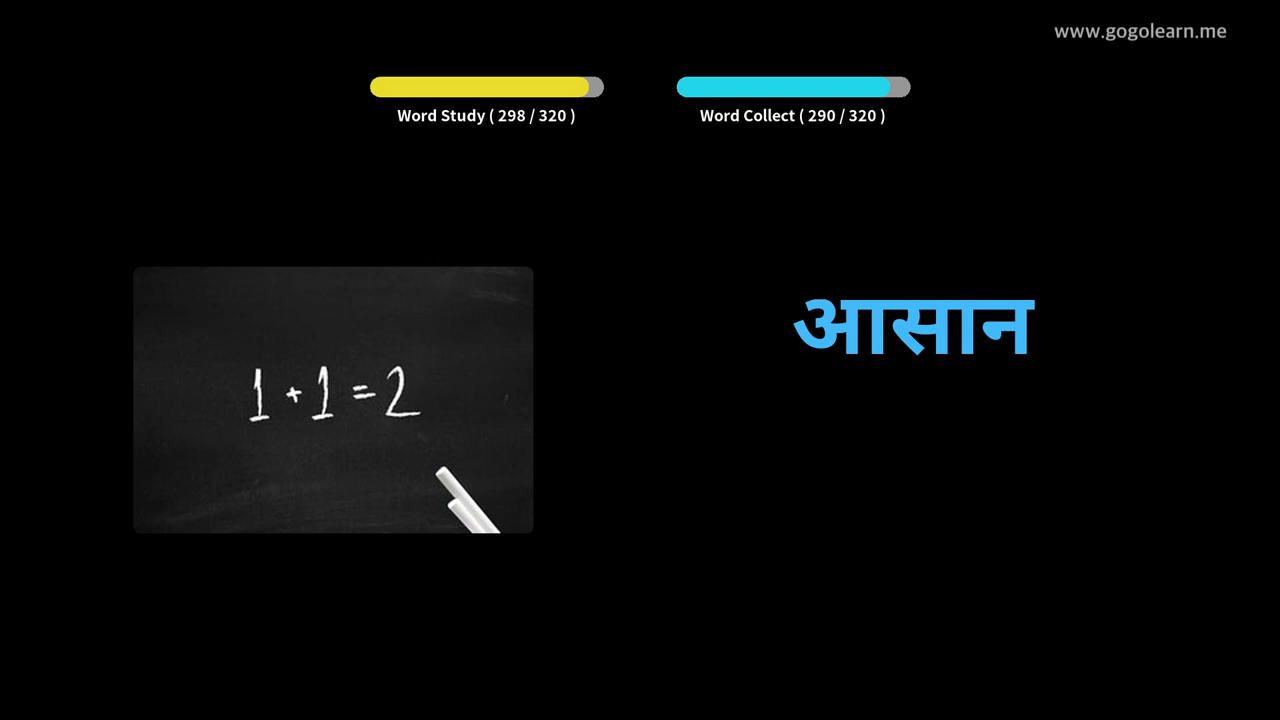 www.gogolearn.me
Word Study ( 298 / 320 )
Word Collect ( 290 / 320 )
आसान
1 + 1 = 2